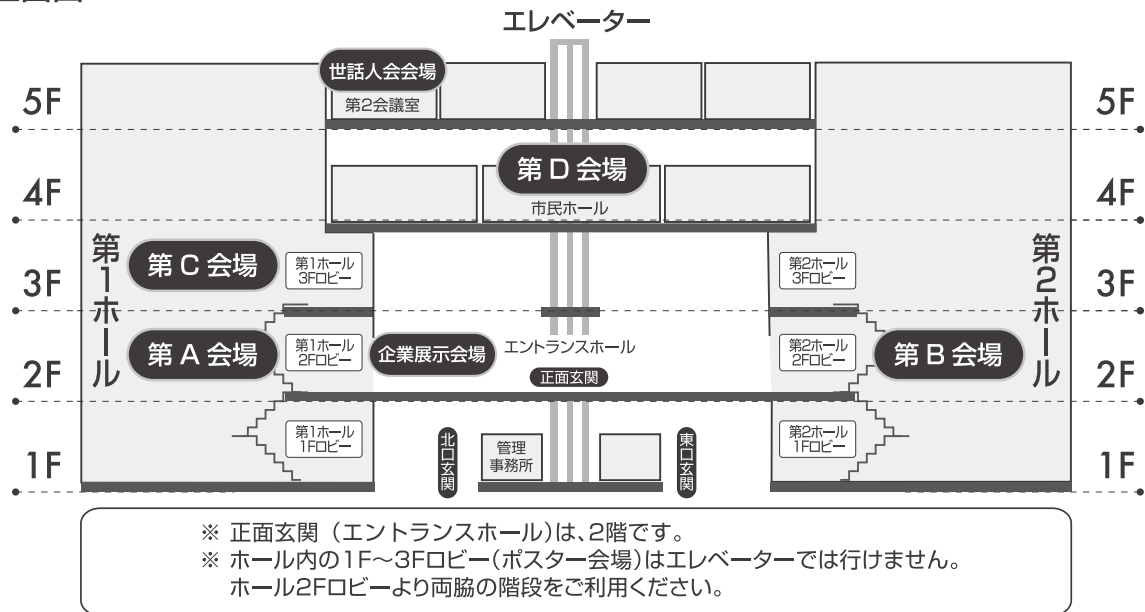 エレベーター
世話人会会場
第2会議室
5F
5F
第 D 会場
市民ホール
4F
4F
第1ホール
第 C 会場
第1ホール
3Fロビー
第2ホール
3Fロビー
第2ホール
3F
3F
第 A 会場
第1ホール
2Fロビー
企業展示会場
エントランスホール
正面玄関
第2ホール
2Fロビー
第 B 会場
2F
2F
第1ホール
1Fロビー
北口玄関
管理
事務所
東口玄関
第2ホール
1Fロビー
1F
1F
※ 正面玄関（エントランスホール）は、2階です。
※ ホール内の1F～3Fロビー（ポスター会場）はエレベーターでは行けません。
ホール2Fロビーより両脇の階段をご利用ください。